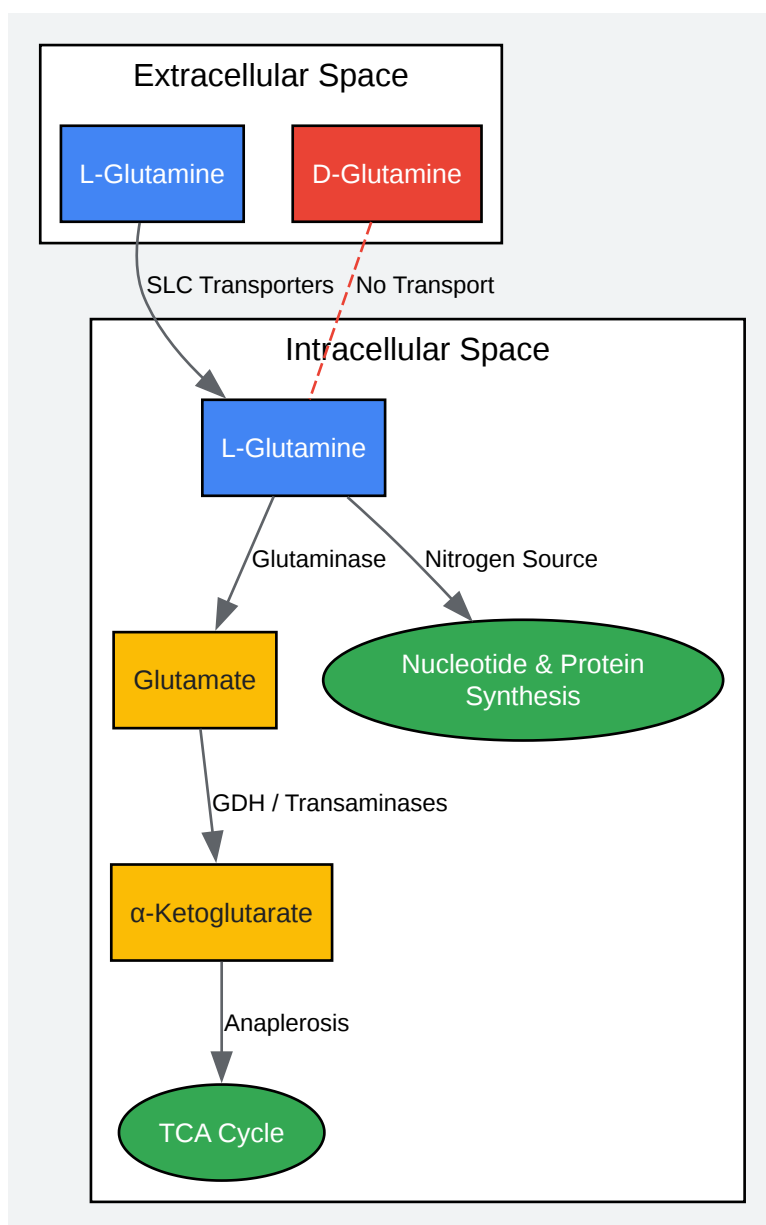 Extracellular Space
L-Glutamine
D-Glutamine
SLC Transporters
No Transport
Intracellular Space
L-Glutamine
Glutaminase
Nitrogen Source
Glutamate
Nucleotide & Protein
Synthesis
GDH / Transaminases
α-Ketoglutarate
Anaplerosis
TCA Cycle